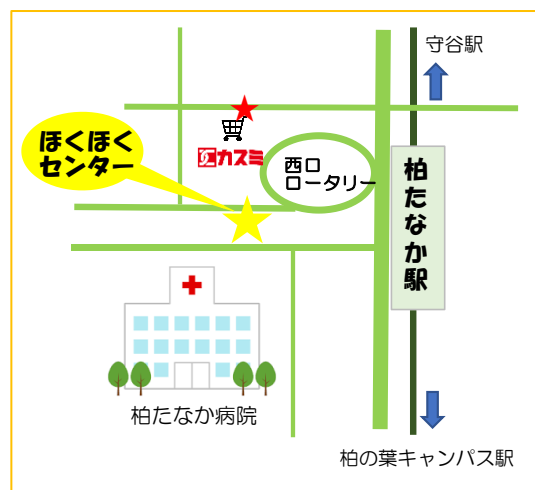 守谷駅
ほくほく
センター
カスミ
西口
ロータリー
柏たなか駅
柏たなか病院
柏の葉キャンパス駅